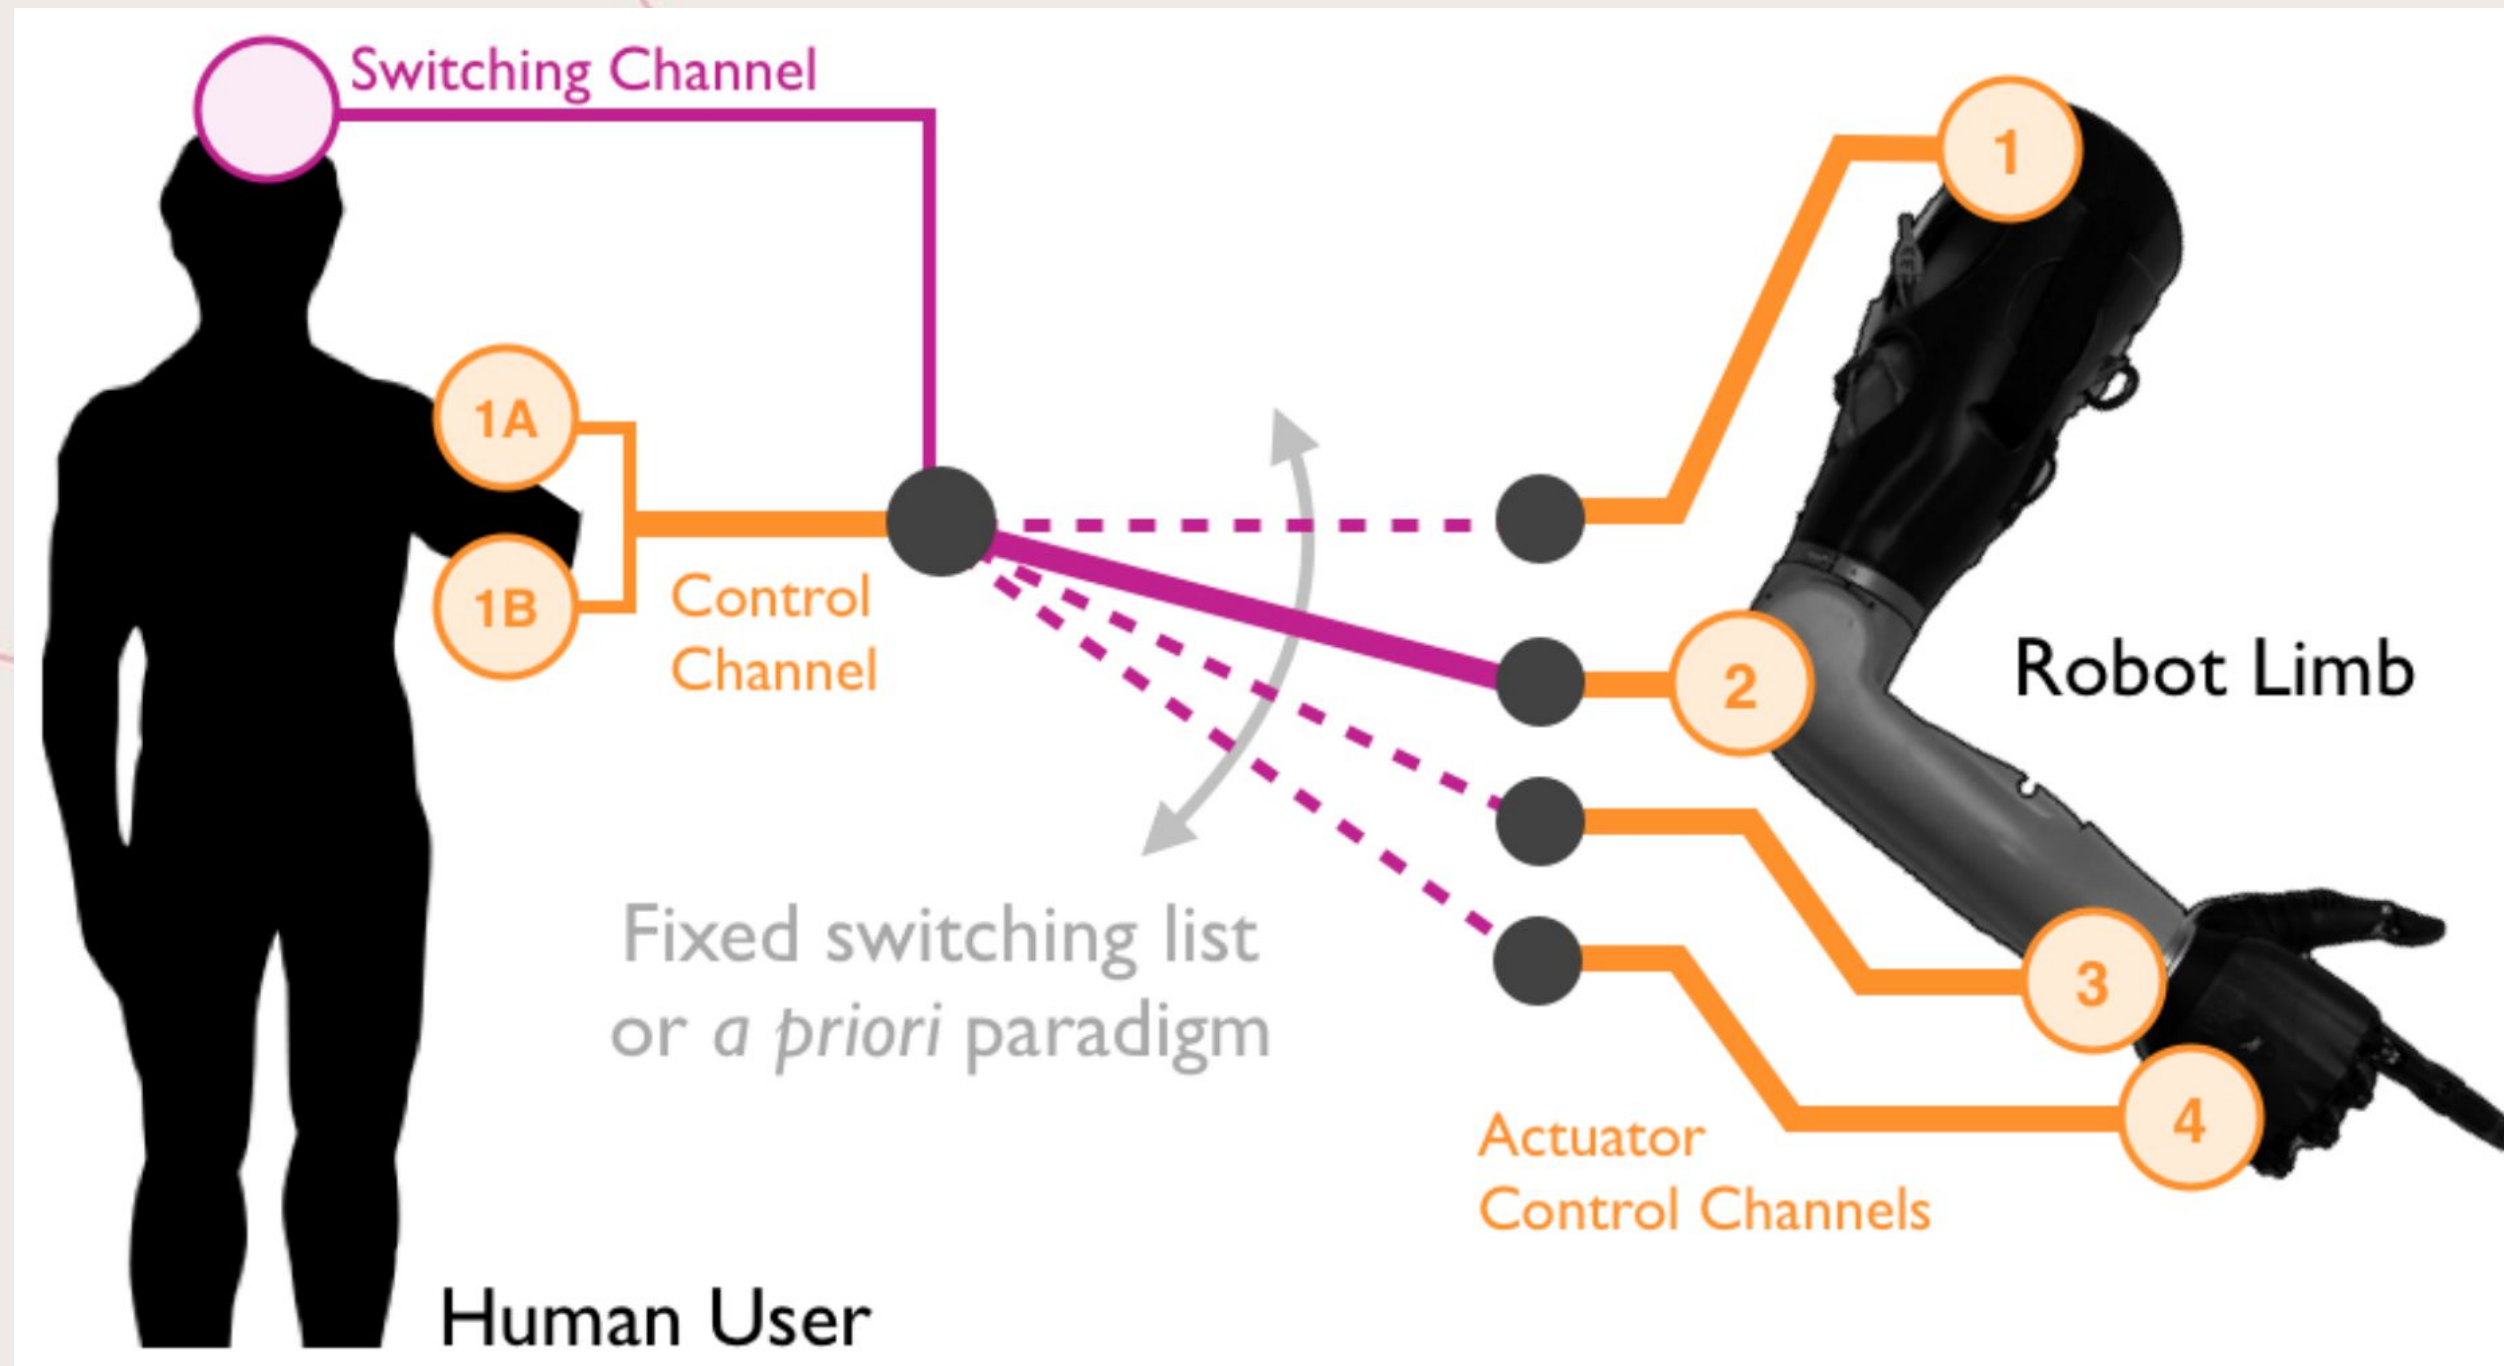 Switching Channel
1
1A
1B
Control
Channel
2
Robot Limb
Fixed switching list
or a priori paradigm
3
4
Actuator
Control Channels
Human User